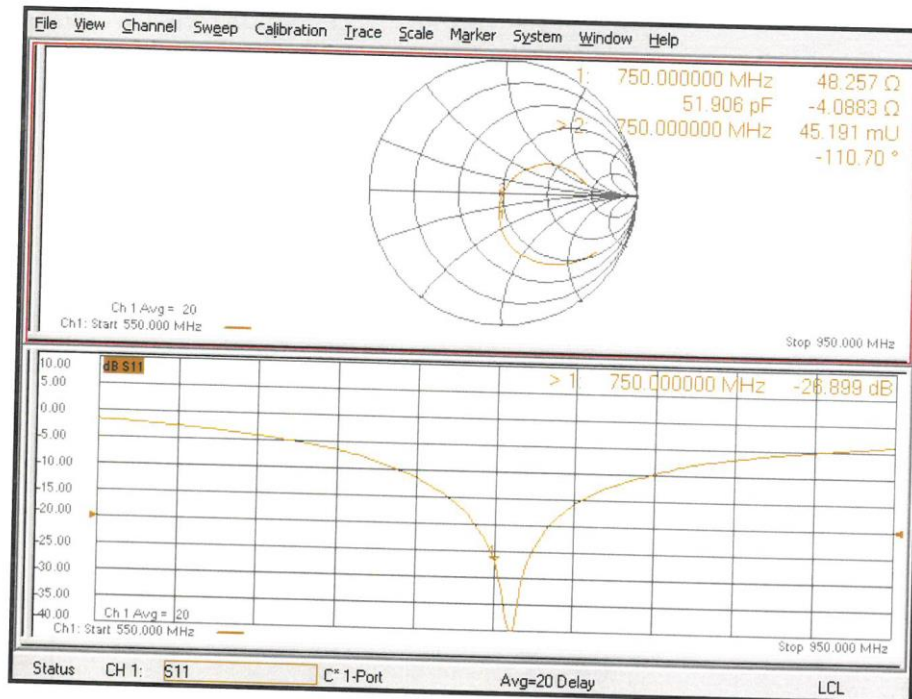 File View Channel Sweep Calibration Trace Scale Marker System Window Help
1: 750.000000 MHz 48.257 Ω
51.906 pF -4.0883 Ω
> 2: 750.000000 MHz 45.191 mU
-110.70 °
Ch 1 Avg = 20
Ch1: Start 550.000 MHz
Stop 950.000 MHz
10.00
dB S11
> 1: 750.000000 MHz -26.899 dB
5.00
0.00
-5.00
-10.00
-15.00
-20.00
-25.00
-30.00
-35.00
-40.00
1
Ch 1 Avg = 20
Ch1: Start 550.000 MHz
Stop 950.000 MHz
Status CH 1: S11 C* 1-Port Avg=20 Delay LCL